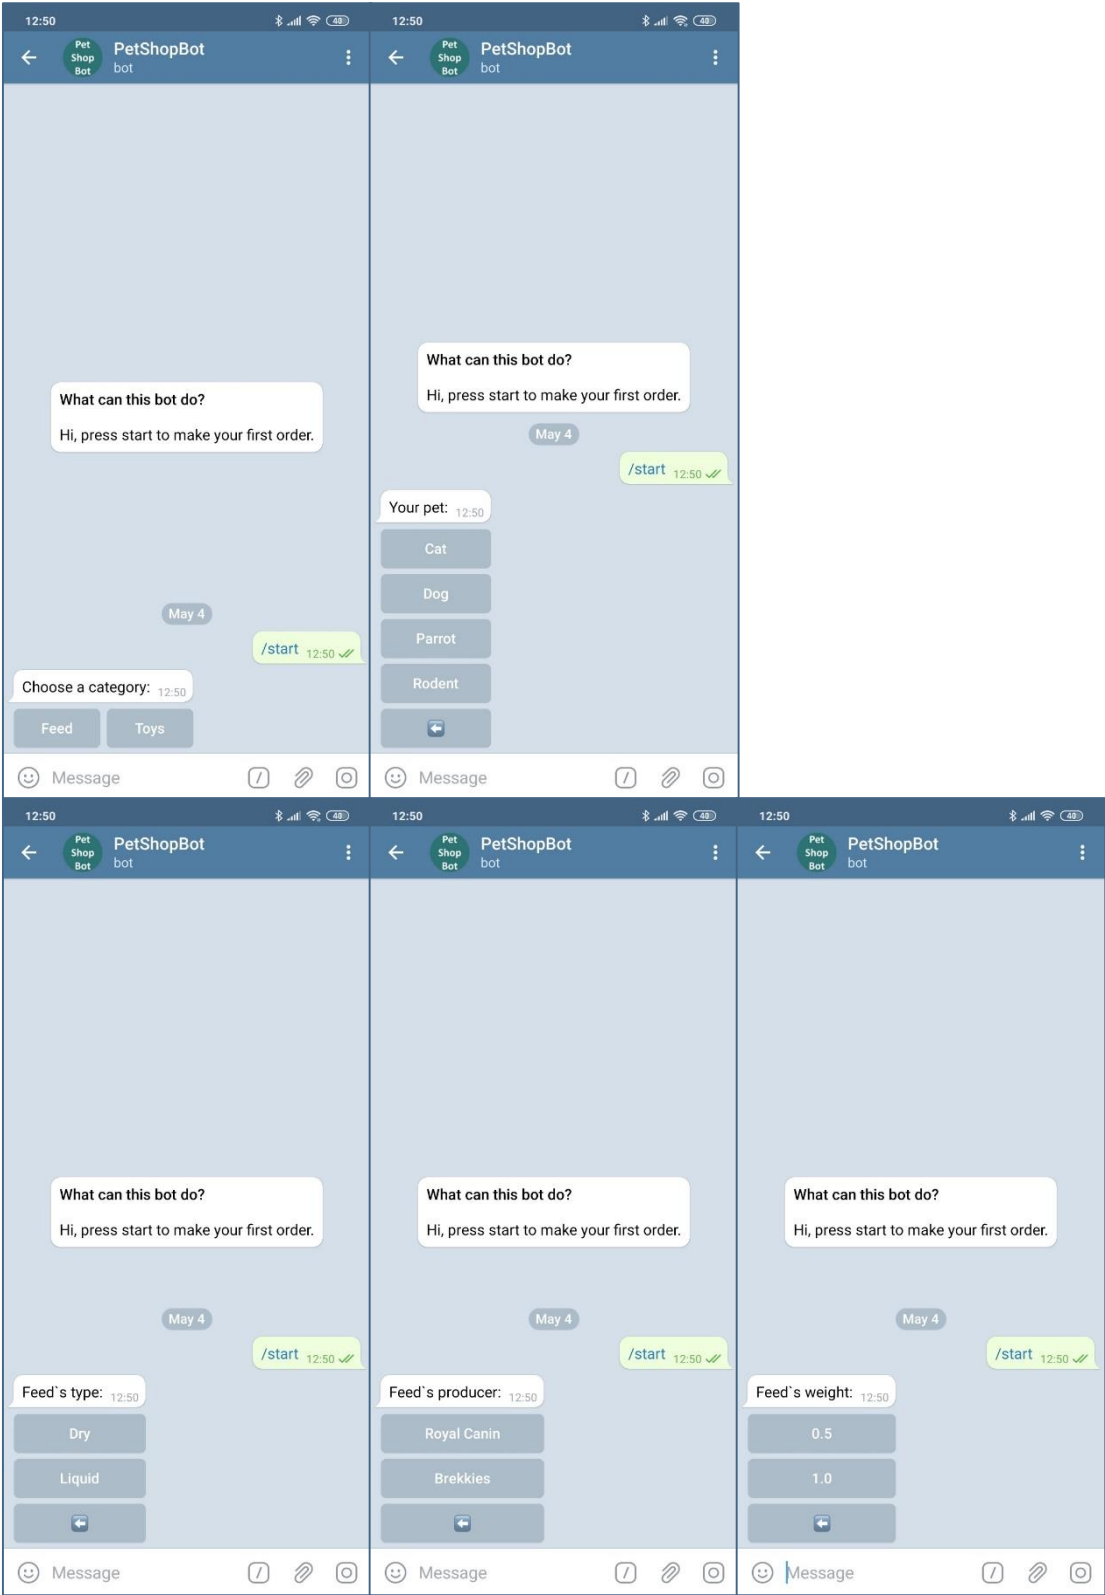 12:50
40
Pet
Shop
Bot
PetShopBot
bot
What can this bot do?
Hi, press start to make your first order.
May 4
/start 12:50
Choose a category: 12:50
Feed
Toys
Message
12:50
40
Pet
Shop
Bot
PetShopBot
bot
What can this bot do?
Hi, press start to make your first order.
May 4
/start 12:50
Your pet: 12:50
Cat
Dog
Parrot
Rodent
Message
12:50
40
Pet
Shop
Bot
PetShopBot
bot
What can this bot do?
Hi, press start to make your first order.
May 4
/start 12:50
Feed`s type: 12:50
Dry
Liquid
Message
12:50
40
Pet
Shop
Bot
PetShopBot
bot
What can this bot do?
Hi, press start to make your first order.
May 4
/start 12:50
Feed`s producer: 12:50
Royal Canin
Brekkies
Message
12:50
40
Pet
Shop
Bot
PetShopBot
bot
What can this bot do?
Hi, press start to make your first order.
May 4
/start 12:50
Feed`s weight: 12:50
0.5
1.0
Message